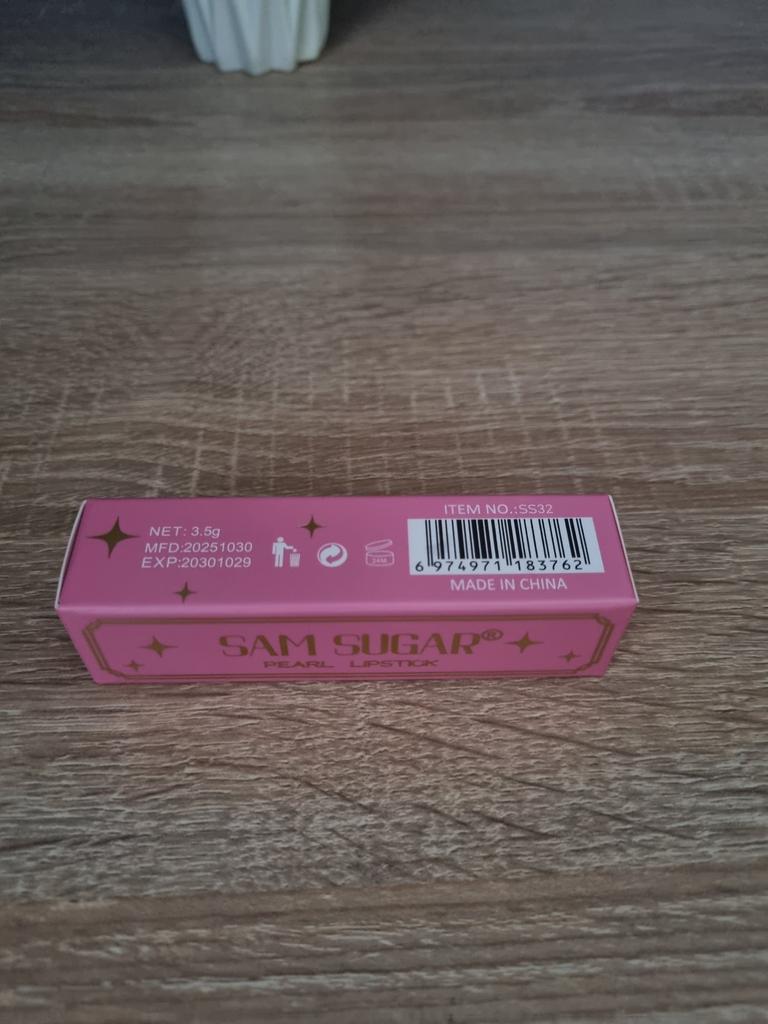 NET: 3.5g
MFD:20251030
EXP:20301029
24M
ITEM NO.:SS32
6 974971 183762
MADE IN CHINA
SAM SUGAR®
PEARL LIPSTICK